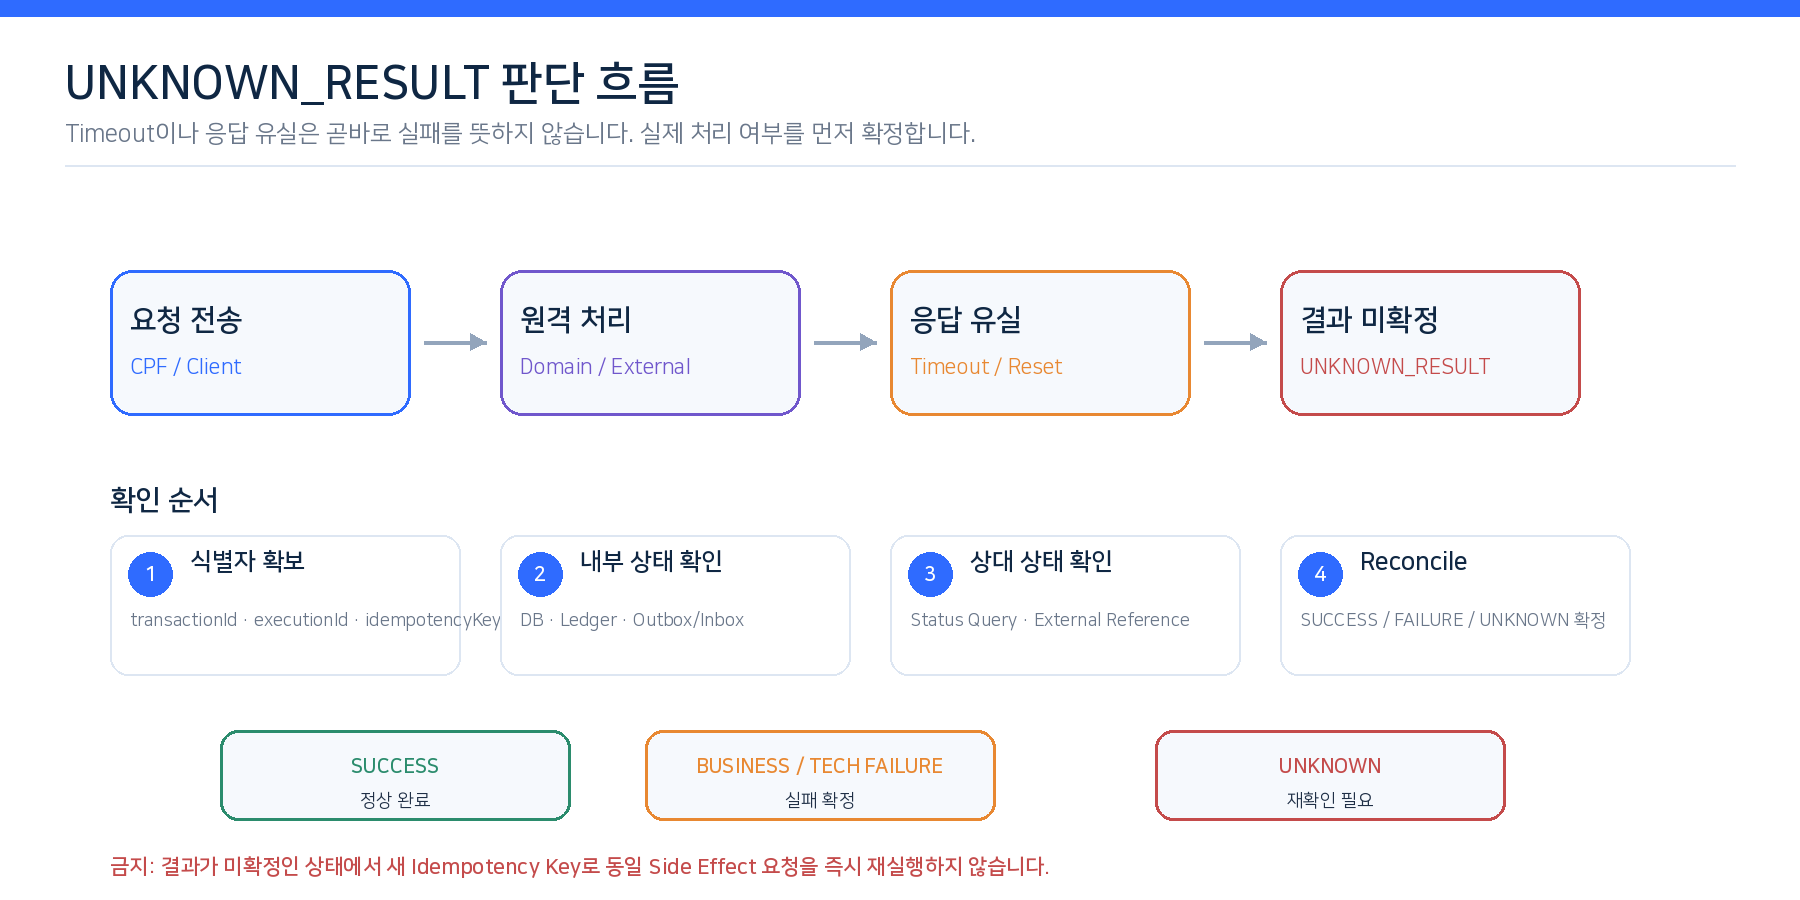 UNKNOWN_RESULT 판단 흐름
Timeout이나 응답 유실은 곧바로 실패를 뜻하지 않습니다. 실제 처리 여부를 먼저 확정합니다.
요청 전송
CPF / Client
원격 처리
Domain / External
응답 유실
Timeout / Reset
결과 미확정
UNKNOWN_RESULT
확인 순서
1 식별자 확보
transactionId · executionId · idempotencyKey
2 내부 상태 확인
DB · Ledger · Outbox/Inbox
3 상대 상태 확인
Status Query · External Reference
4 Reconcile
SUCCESS / FAILURE / UNKNOWN 확정
SUCCESS
정상 완료
BUSINESS / TECH FAILURE
실패 확정
UNKNOWN
재확인 필요
금지: 결과가 미확정인 상태에서 새 Idempotency Key로 동일 Side Effect 요청을 즉시 재실행하지 않습니다.